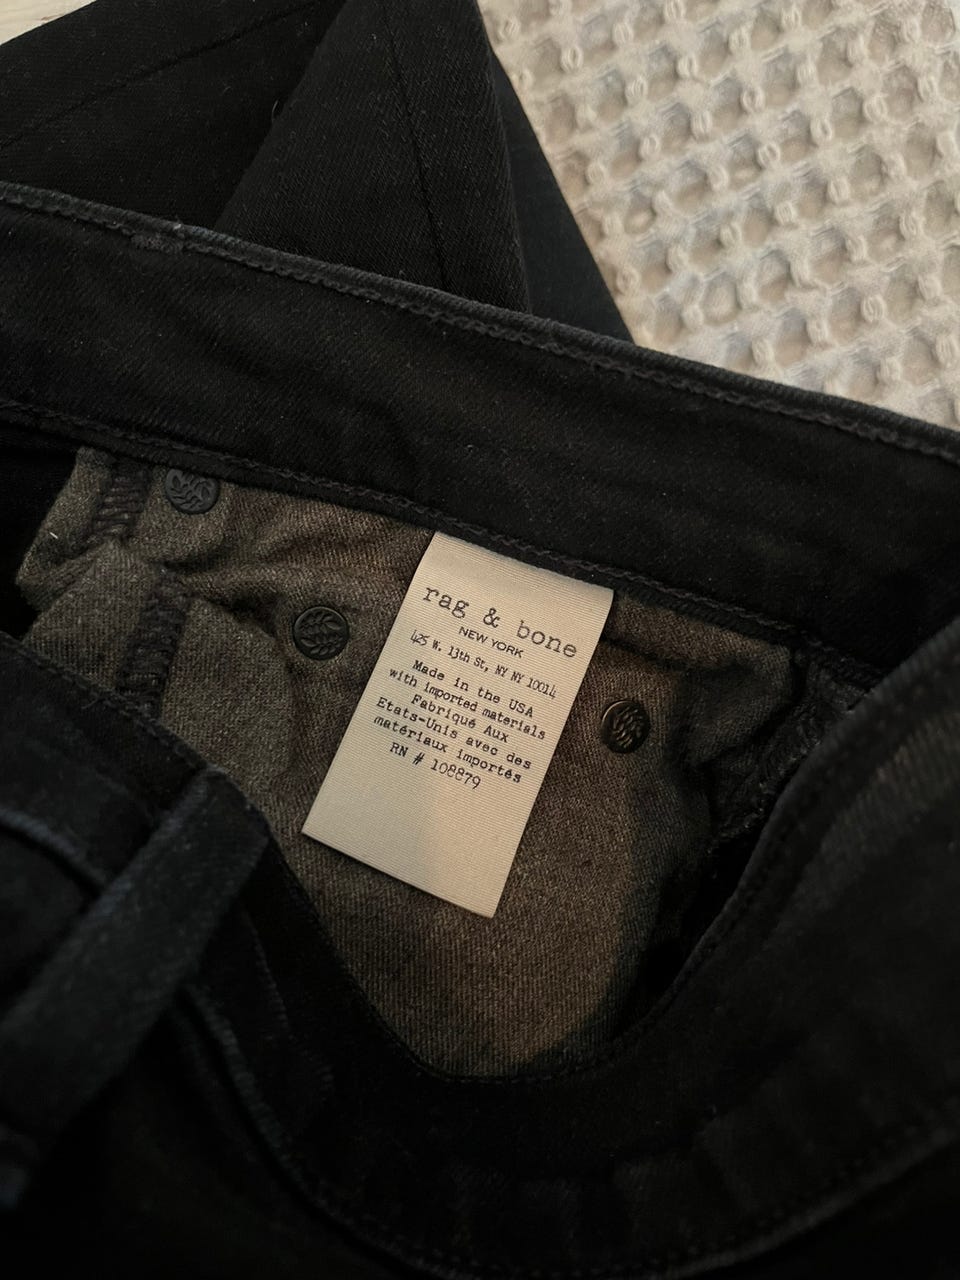 rag & bone
NEW YORK
425 W. 13th St, NY NY 10014
Made in the USA
with imported materials
Fabriqué Aux
Etats-Unis avec des
matériaux importés
RN # 108879